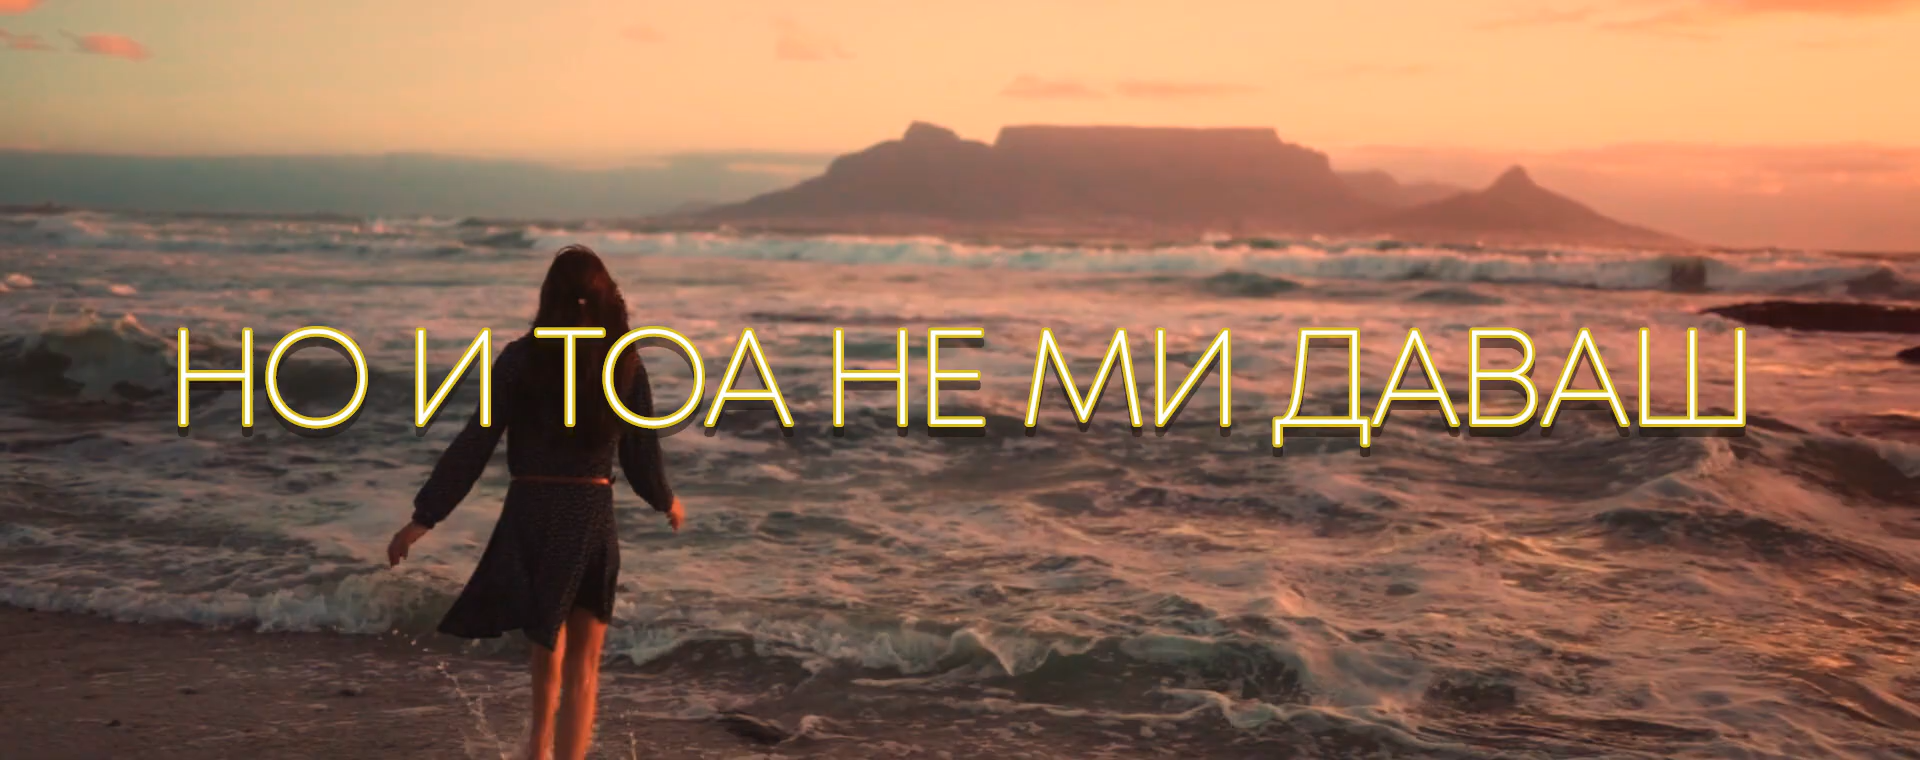 НО И ТОА НЕ МИ ДАВАШ